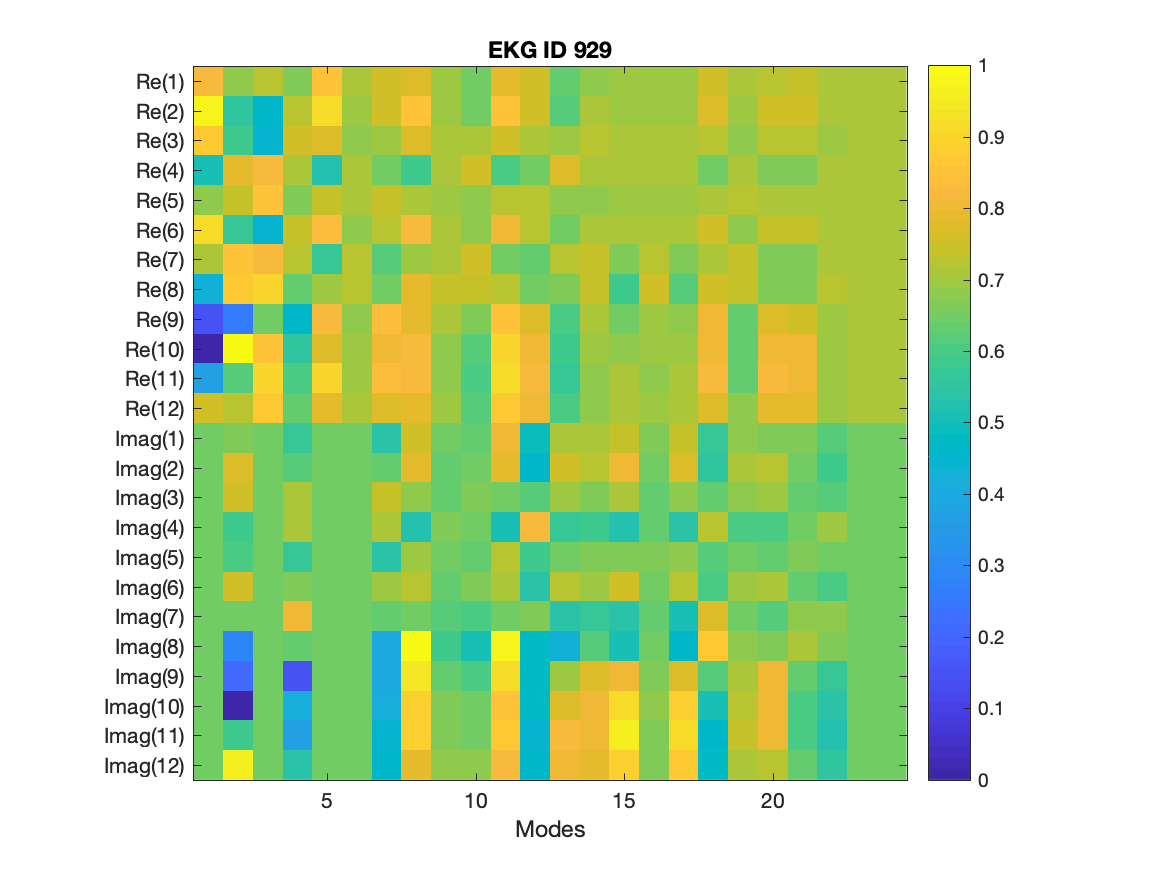 EKG ID 929
Re(1)
Re(2)
Re(3)
Re(4)
Re(5)
Re(6)
Re(7)
Re(8)
Re(9)
Re(10)
Re(11)
Re(12)
Imag(1)
Imag(2)
Imag(3)
Imag(4)
Imag(5)
Imag(6)
Imag(7)
Imag(8)
Imag(9)
Imag(10)
Imag(11)
Imag(12)
5 10 15 20
Modes
1
0.9
0.8
0.7
0.6
0.5
0.4
0.3
0.2
0.1
0